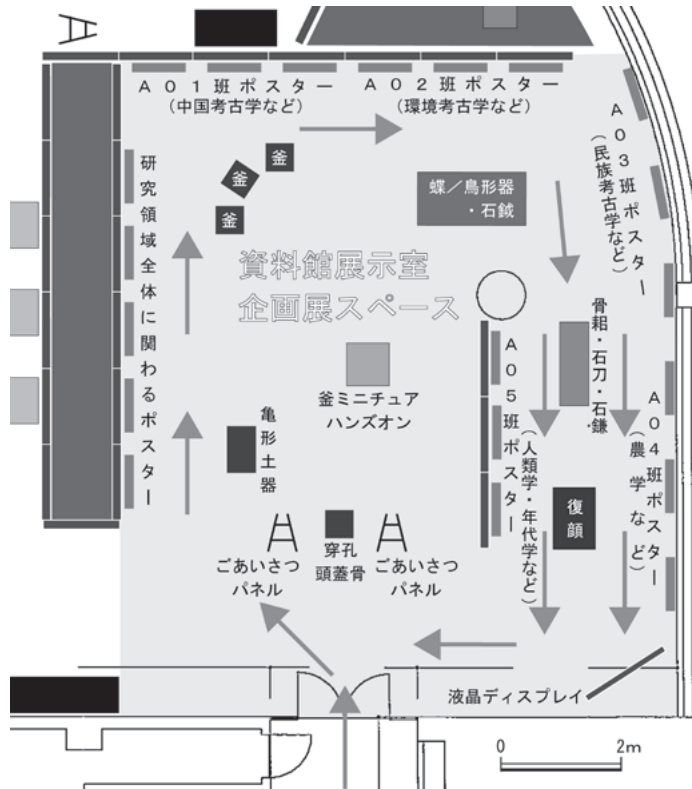 A01班ポスター
（中国考古学など）
A02班ポスター
（環境考古学など）
A03班ポスター
（民族考古学など）
研究領域全体に関わるポスター
釜
釜
釜
蝶／鳥形器
・石鉞
資料館展示室
企画展スペース
骨耜・石刀・石鎌
釜ミニチュア
ハンズオン
A05班ポスター
（人類学・年代学など）
A04班ポスター
（農学など）
亀形土器
復顔
穿孔
頭蓋骨
ごあいさつ
パネル
ごあいさつ
パネル
液晶ディスプレイ
0 2m